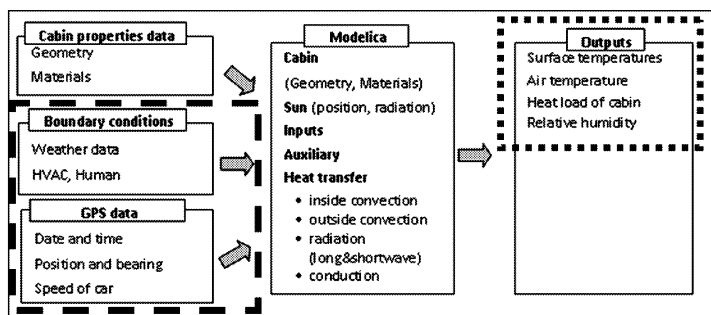 Cabin properties data
Geometry
Materials
Boundary conditions
Weather data
HVAC, Human
GPS data
Date and time
Position and bearing
Speed of car
Modelica
Cabin
(Geometry, Materials)
Sun (position, radiation)
Inputs
Auxiliary
Heat transfer
• inside convection
• outside convection
• radiation
(long&shortwave)
• conduction
Outputs
Surface temperatures
Air temperature
Heat load of cabin
Relative humidity